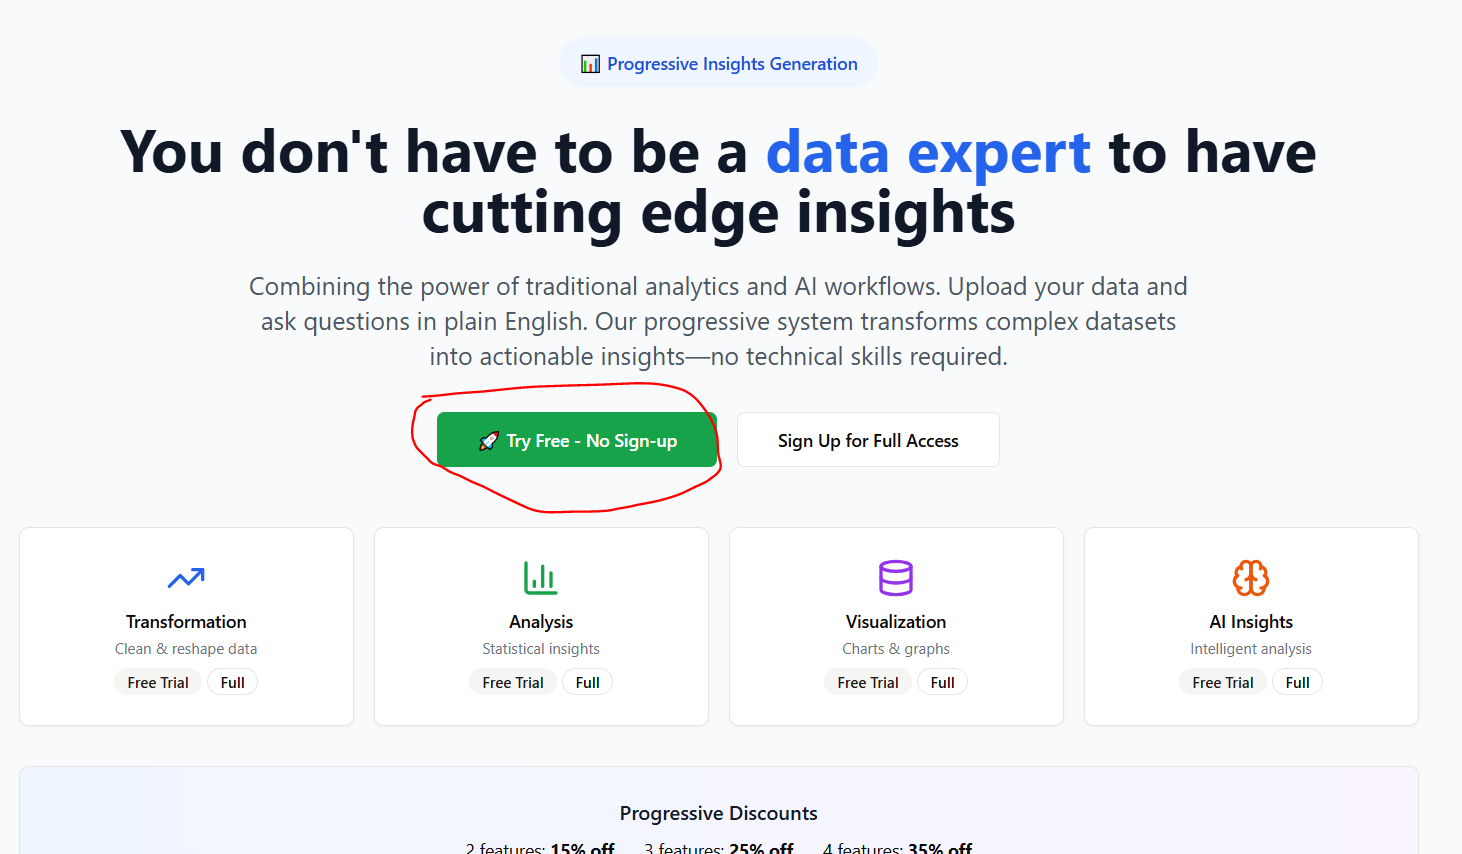 📊 Progressive Insights Generation
You don't have to be a data expert to have
cutting edge insights
Combining the power of traditional analytics and AI workflows. Upload your data and
ask questions in plain English. Our progressive system transforms complex datasets
into actionable insights—no technical skills required.
🚀 Try Free - No Sign-up
Sign Up for Full Access
Transformation
Clean & reshape data
Free Trial Full
Analysis
Statistical insights
Free Trial Full
Visualization
Charts & graphs
Free Trial Full
AI Insights
Intelligent analysis
Free Trial Full
Progressive Discounts
2 features: 15% off 3 features: 25% off 4 features: 35% off